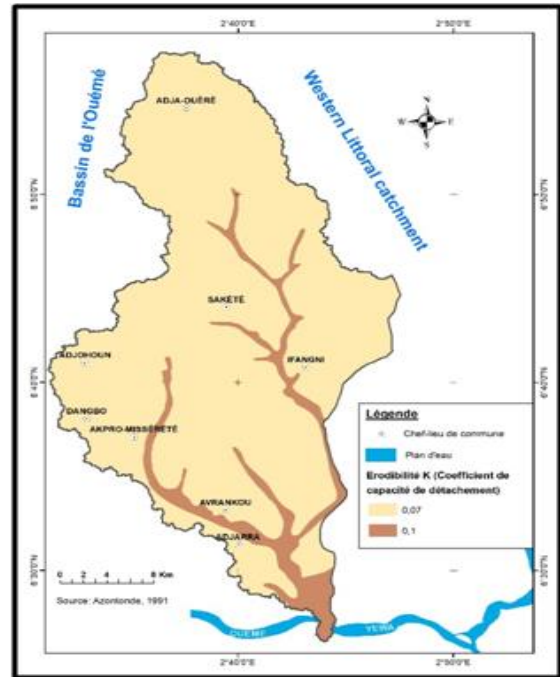 2°40'0"E
2°50'0"E
Bassin de l'Ouémé
Western Littoral catchment
ADJA-OUÈRÈ
N
W
E
S
6°50'0"N
6°50'0"N
SAKÉTÉ
ADJOHOUN
IFANGNI
6°40'0"N
6°40'0"N
DANGBO
AKPRO-MISSÉRÉTÉ
AVRANKOU
ADJARRA
Légende
Chef-lieu de commune
Plan d'eau
Erodibilité K (Coefficient de
capacité de détachement)
0,07
0,1
6°30'0"N
6°30'0"N
0 2 4 8 Km
Source: Azontonde, 1991
OUEME
YEWA
2°40'0"E
2°50'0"E